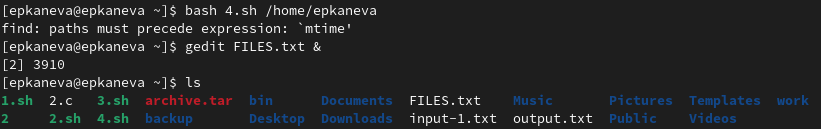 [epkaneva@epkaneva ~]$ bash 4.sh /home/epkaneva
find: paths must precede expression: `mtime'
[epkaneva@epkaneva ~]$ gedit FILES.txt &
[2] 3910
[epkaneva@epkaneva ~]$ ls
1.sh 2.c 3.sh archive.tar bin Documents FILES.txt Music Pictures Templates work
2 2.sh 4.sh backup Desktop Downloads input-1.txt output.txt Public Videos